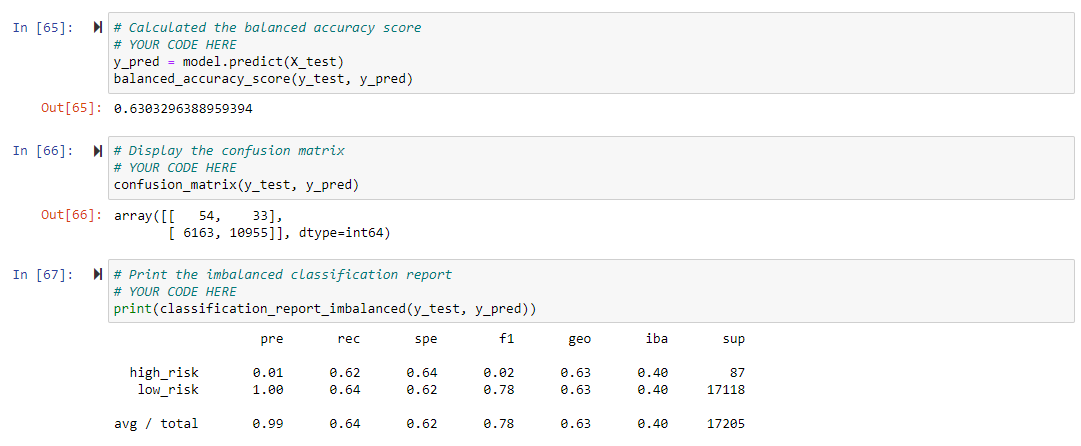 In [65]: # Calculated the balanced accuracy score
# YOUR CODE HERE
y_pred = model.predict(X_test)
balanced_accuracy_score(y_test, y_pred)
Out[65]: 0.6303296388959394
In [66]: # Display the confusion matrix
# YOUR CODE HERE
confusion_matrix(y_test, y_pred)
Out[66]: array([[   54,    33],
       [ 6163, 10955]], dtype=int64)
In [67]: # Print the imbalanced classification report
# YOUR CODE HERE
print(classification_report_imbalanced(y_test, y_pred))
pre rec spe f1 geo iba sup
high_risk 0.01 0.62 0.64 0.02 0.63 0.40 87
low_risk 1.00 0.64 0.62 0.78 0.63 0.40 17118
avg / total 0.99 0.64 0.62 0.78 0.63 0.40 17205